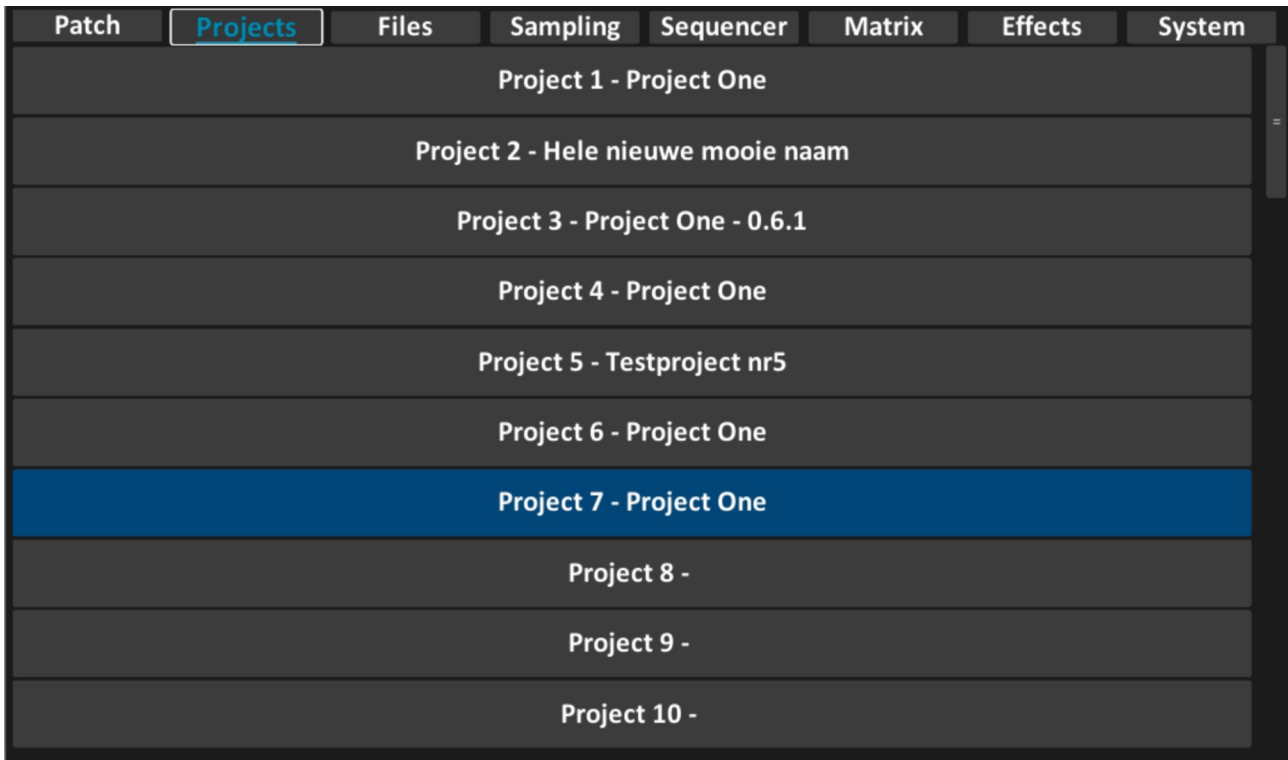 Patch Projects Files Sampling Sequencer Matrix Effects System
Project 1 - Project One
Project 2 - Hele nieuwe mooie naam
Project 3 - Project One - 0.6.1
Project 4 - Project One
Project 5 - Testproject nr5
Project 6 - Project One
Project 7 - Project One
Project 8 -
Project 9 -
Project 10 -